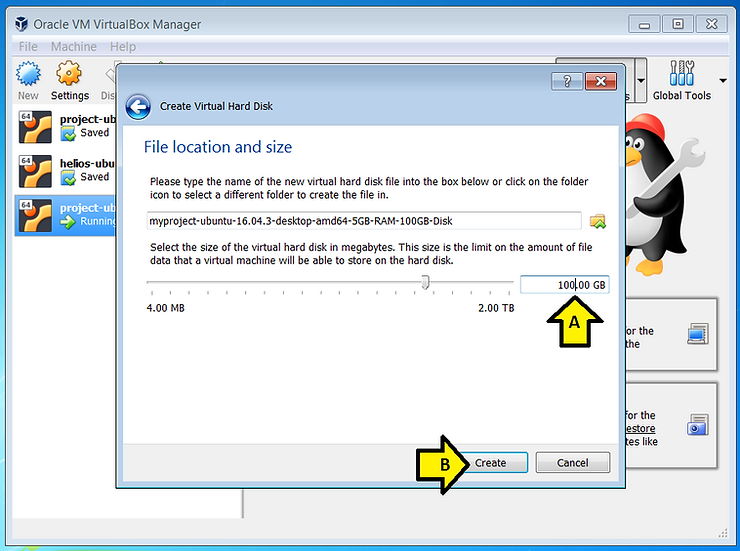 Oracle VM VirtualBox Manager
File Machine Help
New Settings Dis Global Tools
64 project-ub
Saved
64 helios-ubu
Saved
64 project-ub
Running
?
Create Virtual Hard Disk
File location and size
Please type the name of the new virtual hard disk file into the box below or click on the folder
icon to select a different folder to create the file in.
myproject-ubuntu-16.04.3-desktop-amd64-5GB-RAM-100GB-Disk
Select the size of the virtual hard disk in megabytes. This size is the limit on the amount of file
data that a virtual machine will be able to store on the hard disk.
100.00 GB
4.00 MB 2.00 TB
A
for the
the
for the
estore
tes like
B
Create Cancel